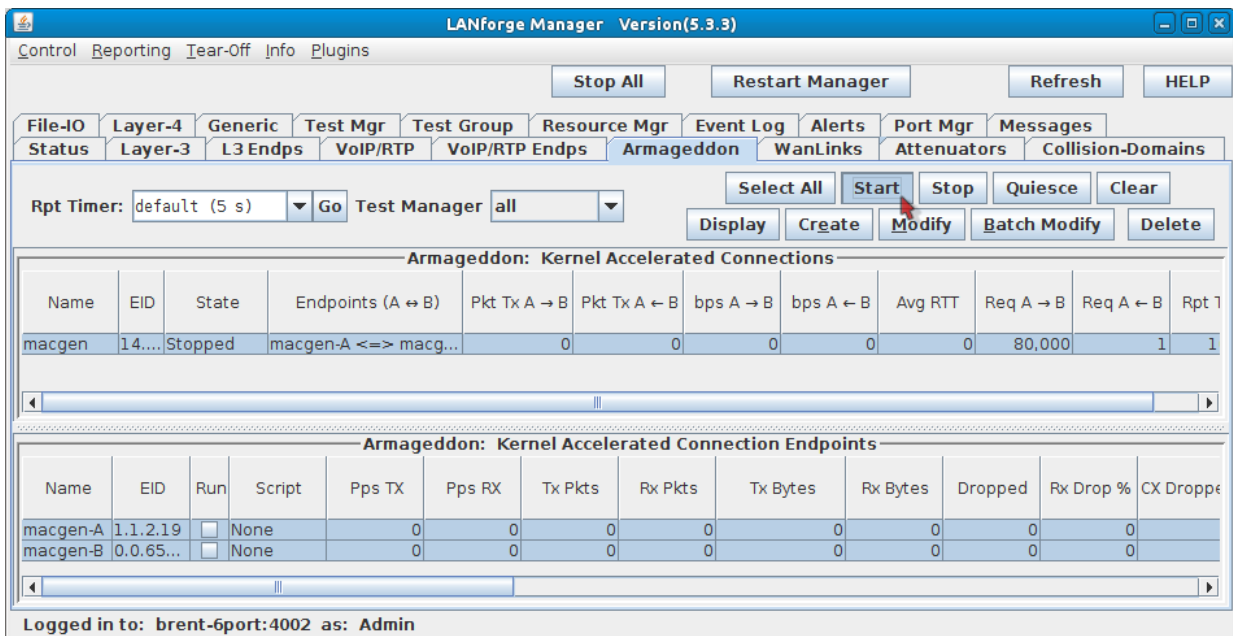 LANforge Manager Version(5.3.3)
Control Reporting Tear-Off Info Plugins
Stop All Restart Manager Refresh HELP
File-IO Layer-4 Generic Test Mgr Test Group Resource Mgr Event Log Alerts Port Mgr Messages
Status Layer-3 L3 Endps VoIP/RTP VoIP/RTP Endps Armageddon WanLinks Attenuators Collision-Domains
Select All Start Stop Quiesce Clear
Rpt Timer: default (5 s) Go Test Manager all
Display Create Modify Batch Modify Delete
Armageddon: Kernel Accelerated Connections
Name EID State Endpoints (A ↔ B) Pkt Tx A → B Pkt Tx A ← B bps A → B bps A ← B Avg RTT Req A → B Req A ← B Rpt T
macgen 14.... Stopped macgen-A <=> macg... 0 0 0 0 0 80,000 1 1
Armageddon: Kernel Accelerated Connection Endpoints
Name EID Run Script Pps TX Pps RX Tx Pkts Rx Pkts Tx Bytes Rx Bytes Dropped Rx Drop % CX Droppe
macgen-A 1.1.2.19 None 0 0 0 0 0 0 0 0
macgen-B 0.0.65... None 0 0 0 0 0 0 0 0
Logged in to: brent-6port:4002 as: Admin